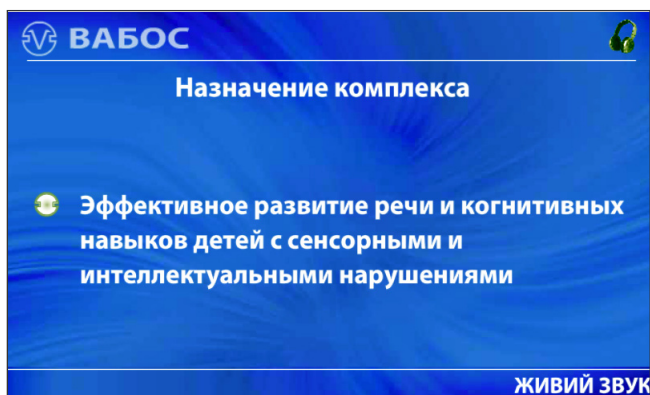 ВАБОС
Назначение комплекса
Эффективное развитие речи и когнитивных
навыков детей с сенсорными и
интеллектуальными нарушениями
ЖИВИЙ ЗВУК